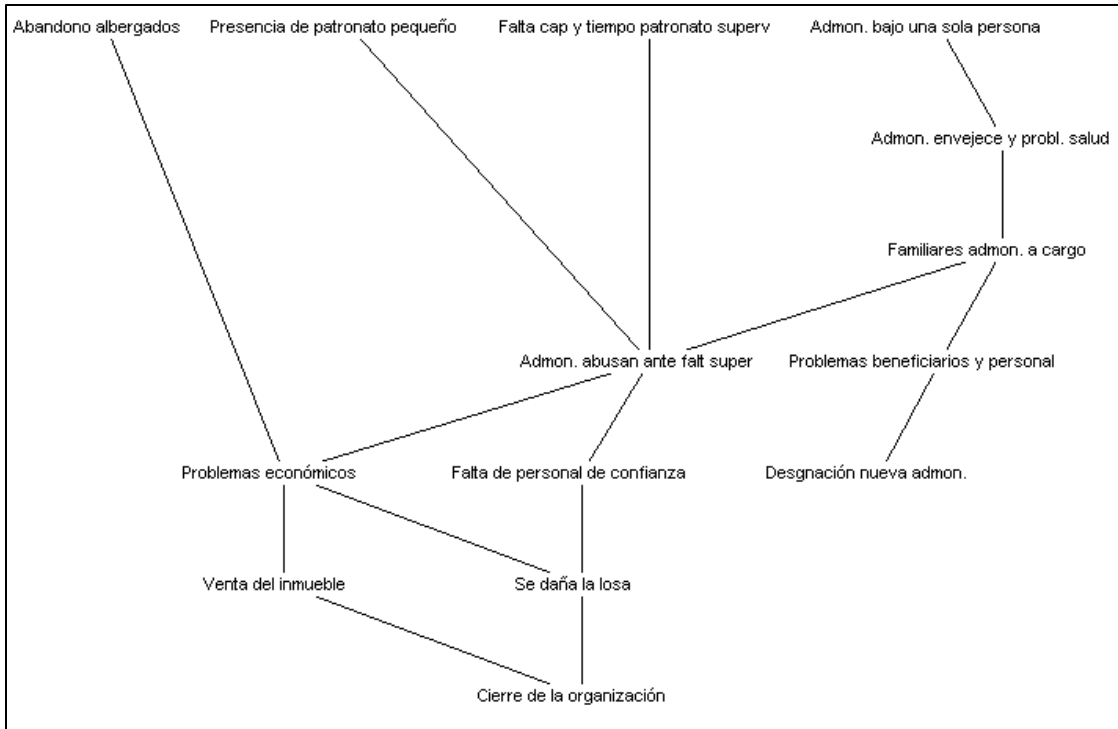 Abandono albergados
Presencia de patronato pequeño
Falta cap y tiempo patronato superv
Admon. bajo una sola persona
Admon. envejece y probl. salud
Familiares admon. a cargo
Admon. abusan ante falt super
Problemas beneficiarios y personal
Problemas económicos
Falta de personal de confianza
Desgnación nueva admon.
Venta del inmueble
Se daña la losa
Cierre de la organización